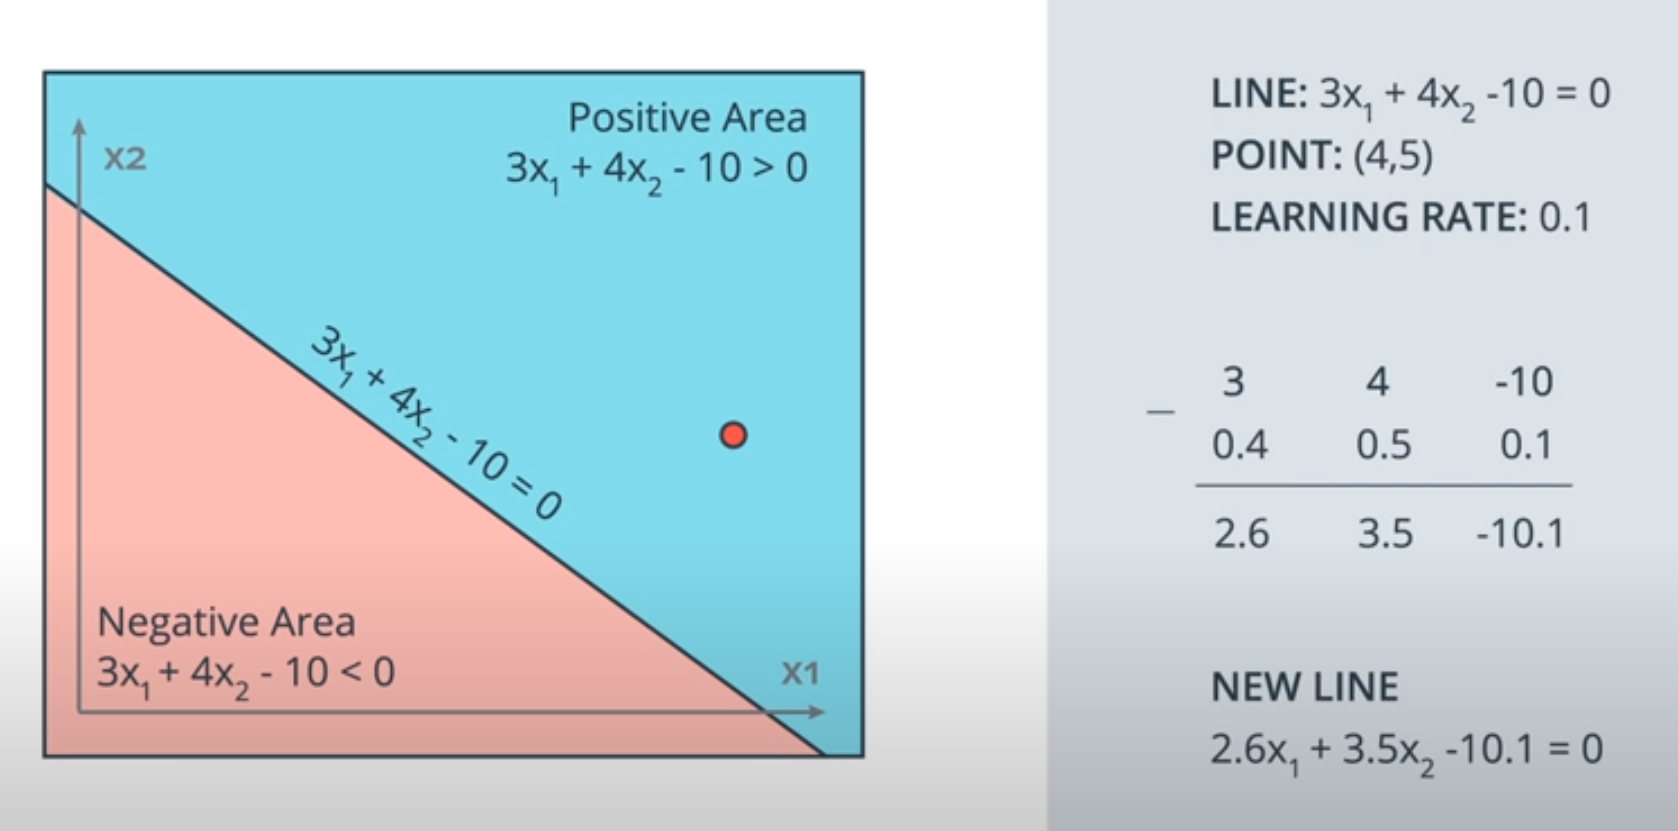 Positive Area
3x₁ + 4x₂ - 10 > 0
X2
3x₁ + 4x₂ - 10 = 0
Negative Area
3x₁ + 4x₂ - 10 < 0
X1
LINE: 3x₁ + 4x₂ -10 = 0
POINT: (4,5)
LEARNING RATE: 0.1
3 4 -10
–
0.4 0.5 0.1
2.6 3.5 -10.1
NEW LINE
2.6x₁ + 3.5x₂ -10.1 = 0